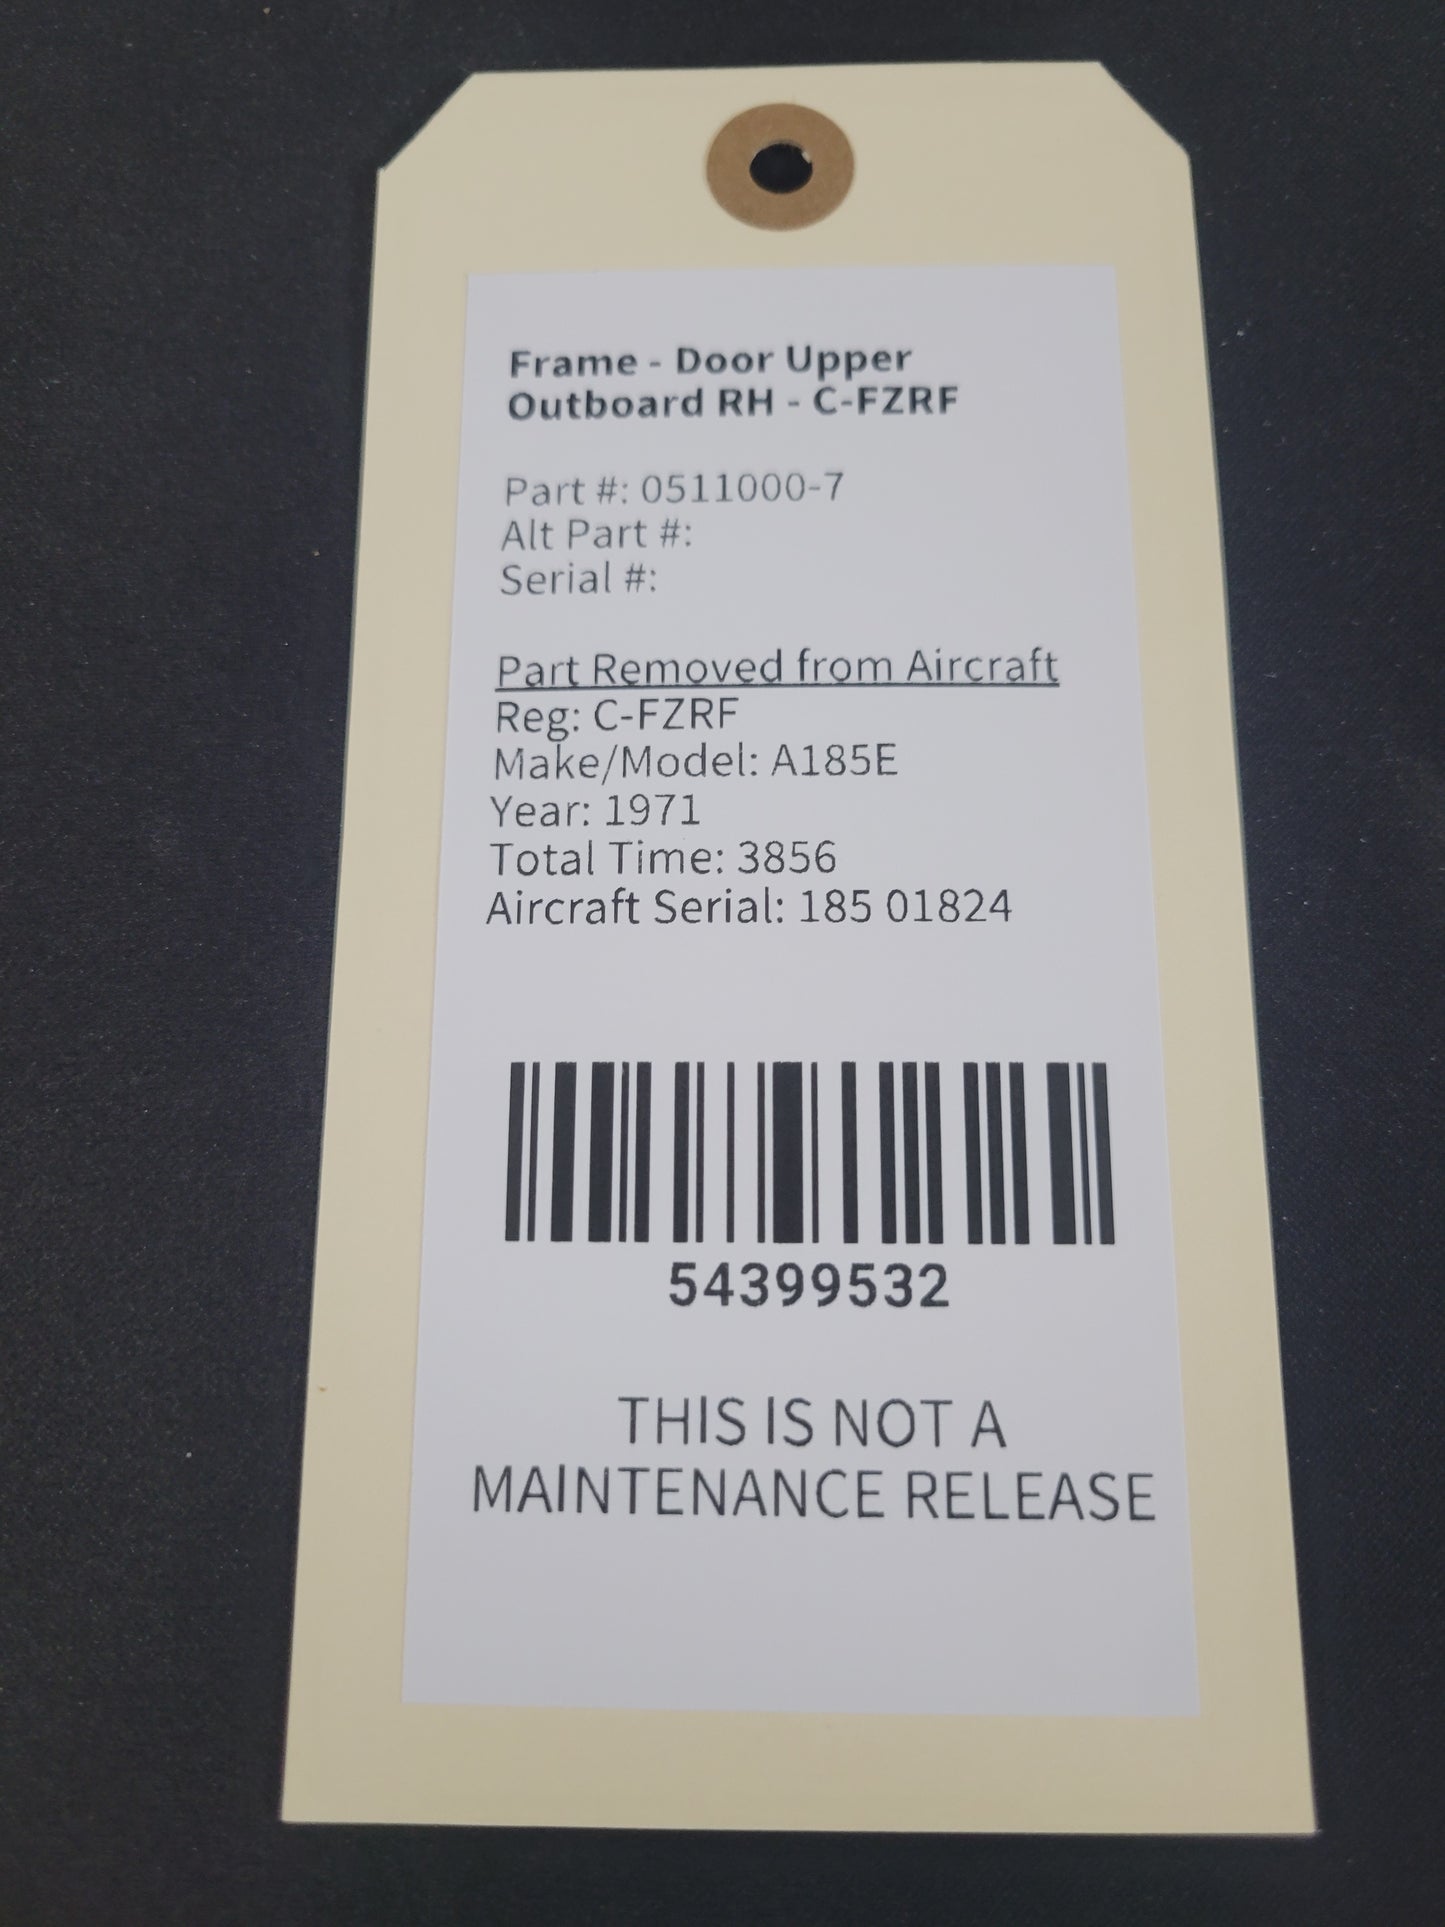 Frame - Door Upper
Outboard RH - C-FZRF
Part #: 0511000-7
Alt Part #:
Serial #:
Part Removed from Aircraft
Reg: C-FZRF
Make/Model: A185E
Year: 1971
Total Time: 3856
Aircraft Serial: 185 01824
54399532
THIS IS NOT A
MAINTENANCE RELEASE